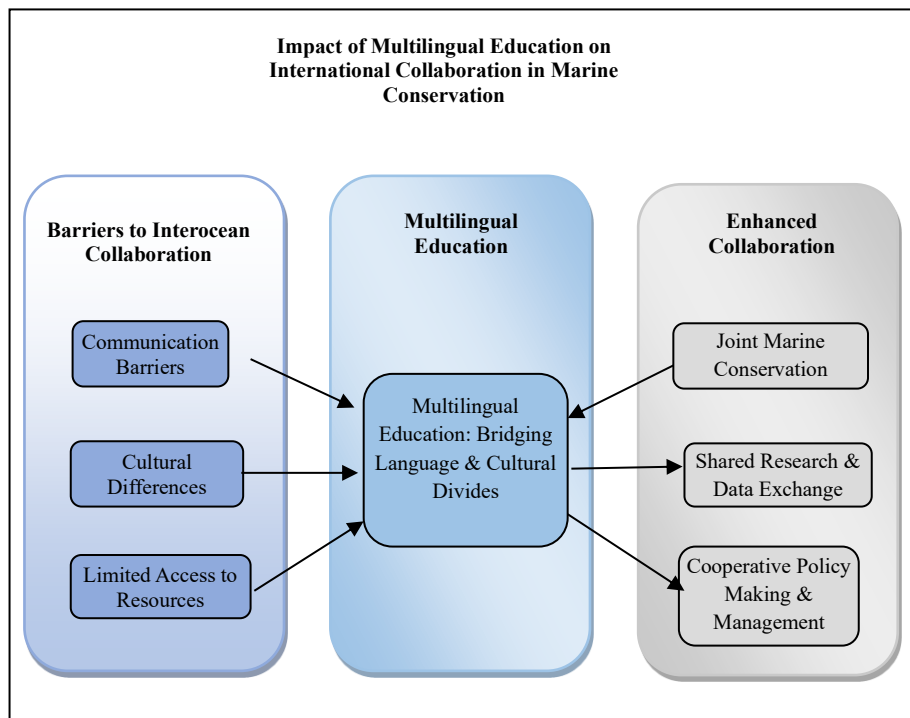 Impact of Multilingual Education on
International Collaboration in Marine
Conservation
Barriers to Interocean
Collaboration
Communication
Barriers
Cultural
Differences
Limited Access to
Resources
Multilingual
Education
Multilingual
Education: Bridging
Language & Cultural
Divides
Enhanced
Collaboration
Joint Marine
Conservation
Shared Research &
Data Exchange
Cooperative Policy
Making &
Management